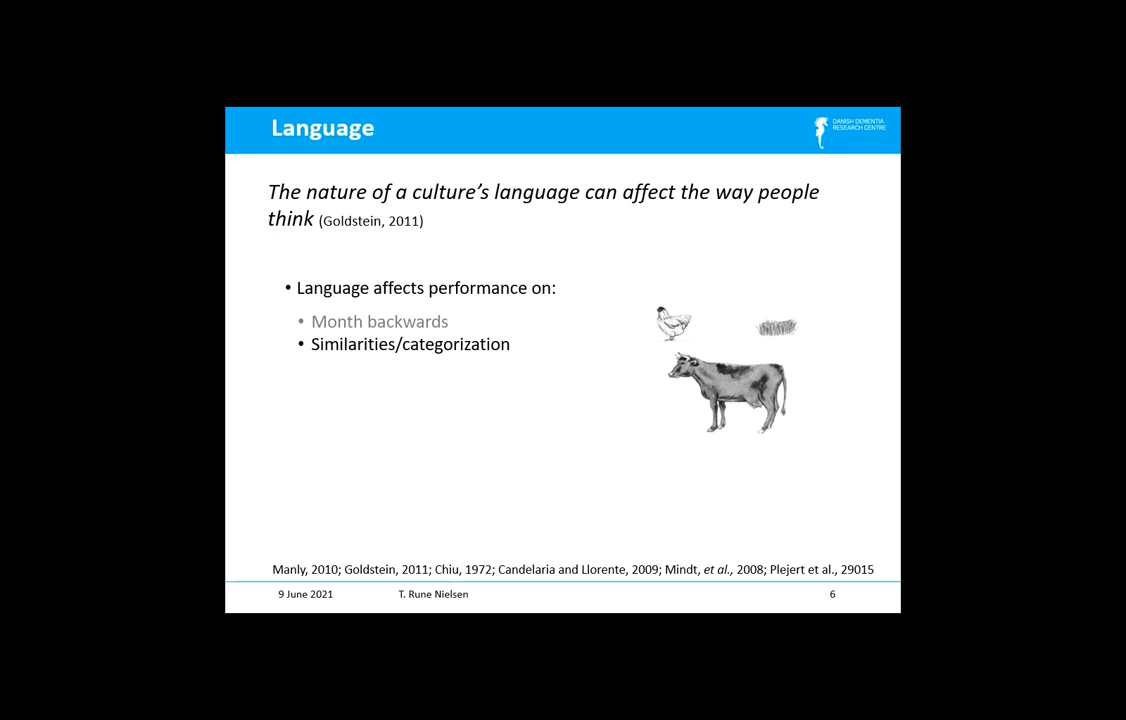 Language
DANISH DEMENTIA
RESEARCH CENTRE
The nature of a culture's language can affect the way people
think (Goldstein, 2011)
• Language affects performance on:
• Month backwards
• Similarities/categorization
Manly, 2010; Goldstein, 2011; Chiu, 1972; Candelaria and Llorente, 2009; Mindt, et al., 2008; Plejert et al., 29015
9 June 2021 T. Rune Nielsen 6